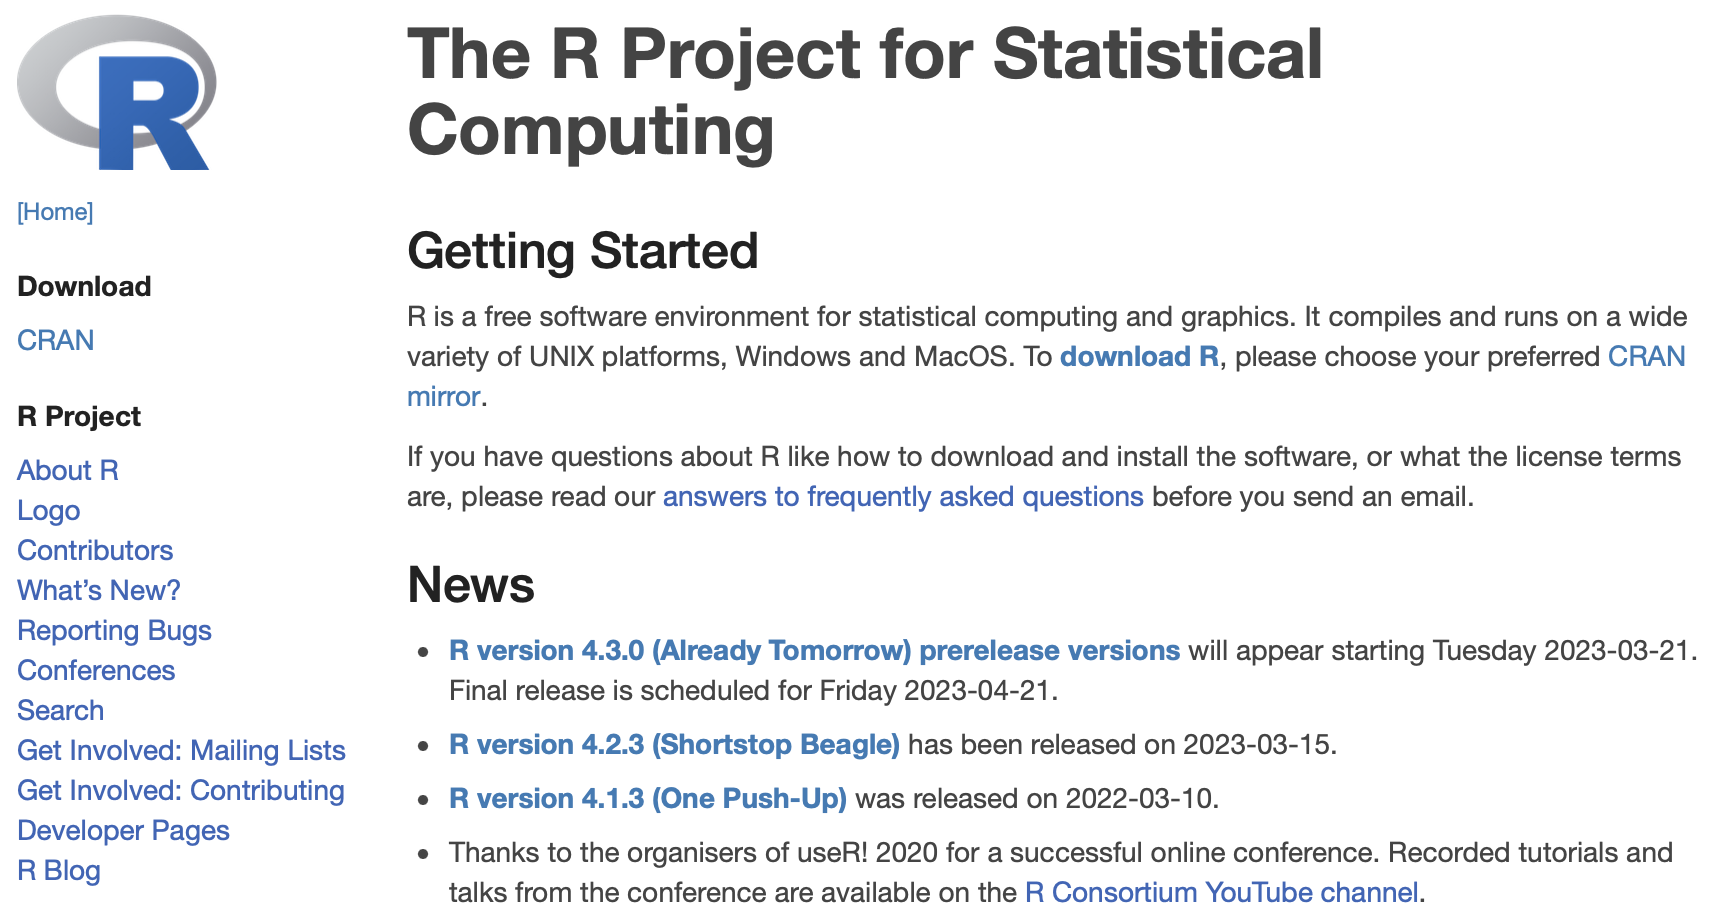 R
[Home]
Download
CRAN
R Project
About R
Logo
Contributors
What’s New?
Reporting Bugs
Conferences
Search
Get Involved: Mailing Lists
Get Involved: Contributing
Developer Pages
R Blog
The R Project for Statistical
Computing
Getting Started
R is a free software environment for statistical computing and graphics. It compiles and runs on a wide
variety of UNIX platforms, Windows and MacOS. To download R, please choose your preferred CRAN
mirror.
If you have questions about R like how to download and install the software, or what the license terms
are, please read our answers to frequently asked questions before you send an email.
News
• R version 4.3.0 (Already Tomorrow) prerelease versions will appear starting Tuesday 2023-03-21.
Final release is scheduled for Friday 2023-04-21.
• R version 4.2.3 (Shortstop Beagle) has been released on 2023-03-15.
• R version 4.1.3 (One Push-Up) was released on 2022-03-10.
• Thanks to the organisers of useR! 2020 for a successful online conference. Recorded tutorials and
talks from the conference are available on the R Consortium YouTube channel.